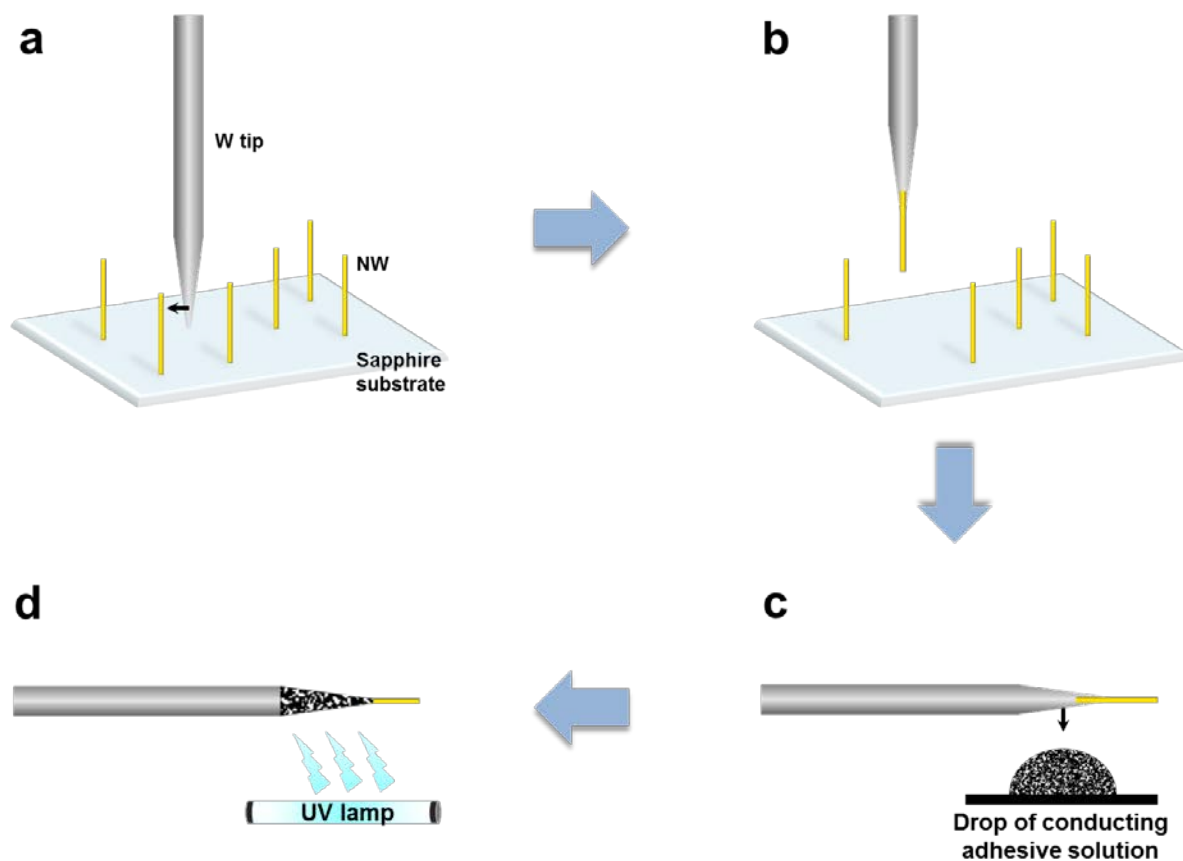 a
W tip
NW
Sapphire
substrate
b
d
UV lamp
c
Drop of conducting
adhesive solution